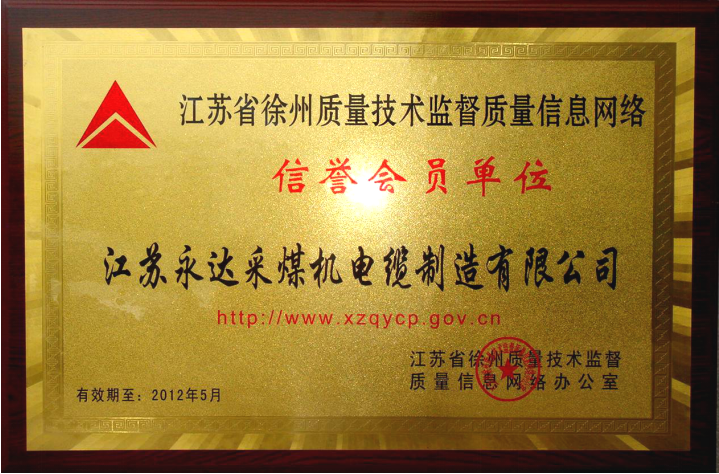 江苏省徐州质量技术监督质量信息网络
信誉会员单位
江苏永达采煤机电缆制造有限公司
http://www.xzqycp.gov.cn
江苏省徐州质量技术监督
质量信息网络办公室
有效期至：2012年5月